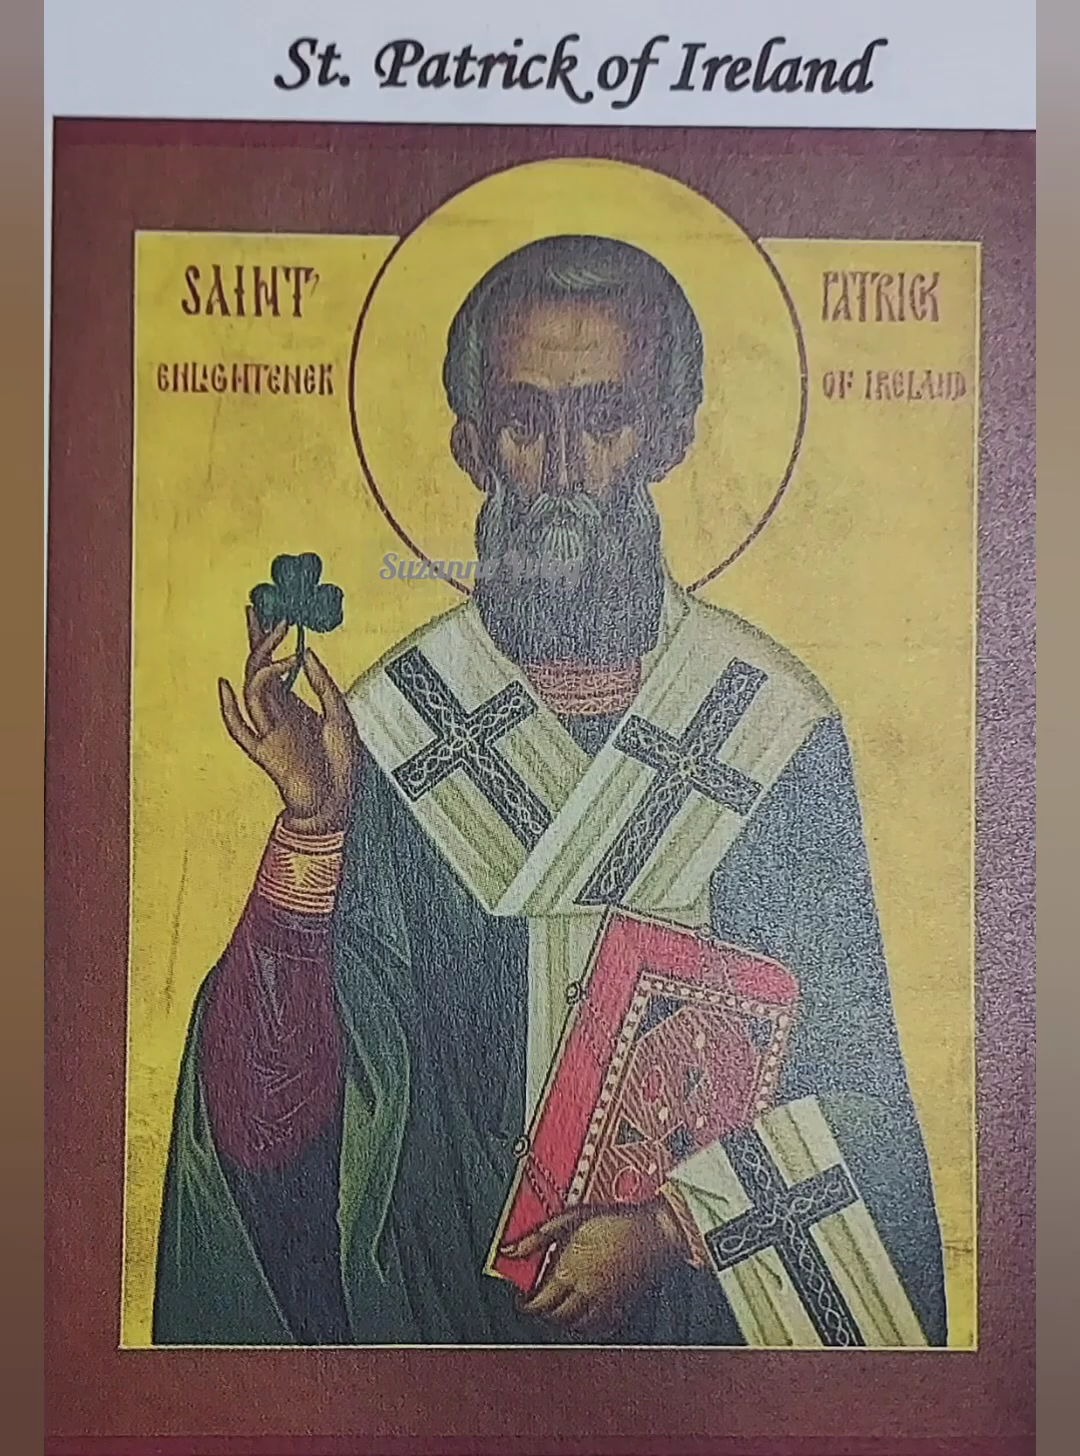 St. Patrick of Ireland
SAINT PATRICK
ENLIGHTENER OF IRELAND